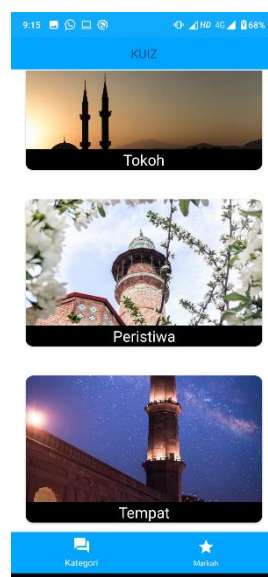 9:15 HD 4G 68%
KUIZ
Tokoh
Peristiwa
Tempat
Kategori Markah